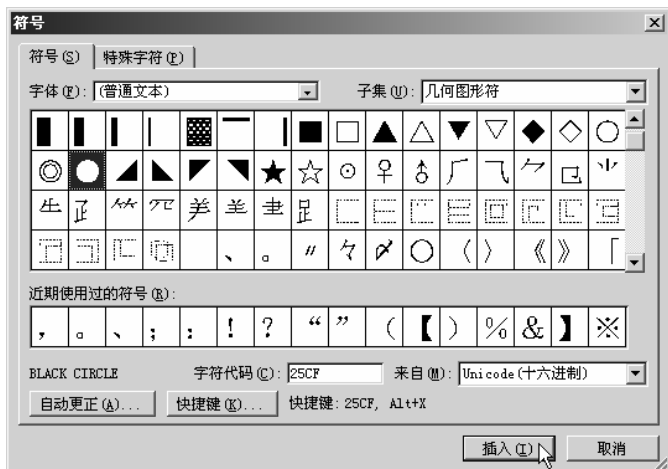 符号
符号(S) 特殊字符(P)
字体(F): (普通文本) 子集(U): 几何图形符
■ □ ▲ △ ▼ ▽ ◆ ◇ ○
◎ ● ◢ ◣ ◤ ◥ ★ ☆ ⊙ ♀ ♂
、 。 〃 〆 〇 〈 〉 《 》 「
近期使用过的符号(R):
， 。 、 ； ： ！ ？ “ ” （ 【 ） % & 】 ※
BLACK CIRCLE 字符代码(C): 25CF 来自(M): Unicode(十六进制)
自动更正(A)... 快捷键(K)... 快捷键: 25CF, Alt+X
插入(I) 取消